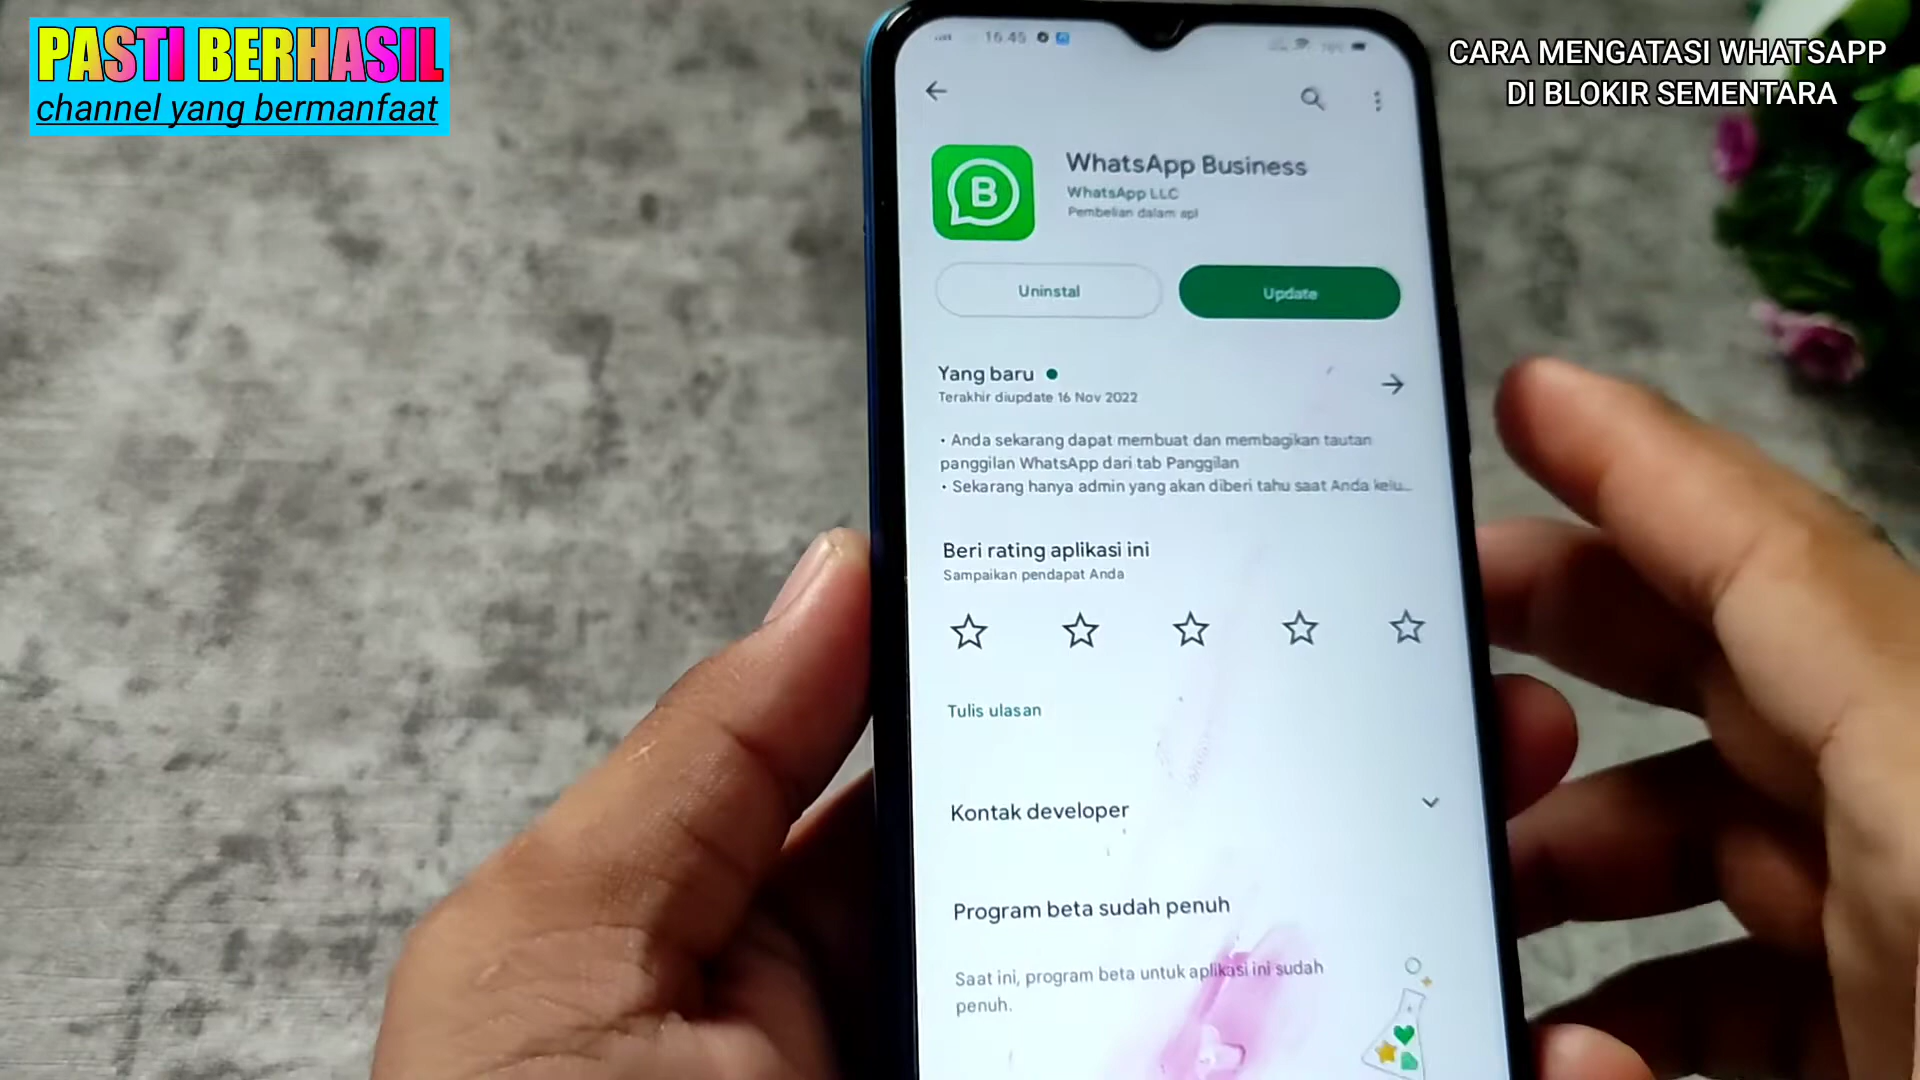 PASTI BERHASIL
channel yang bermanfaat
CARA MENGATASI WHATSAPP
DI BLOKIR SEMENTARA
16.45
WhatsApp Business
WhatsApp LLC
Pembelian dalam apl
B
Uninstal
Update
Yang baru
Terakhir diupdate 16 Nov 2022
• Anda sekarang dapat membuat dan membagikan tautan
panggilan WhatsApp dari tab Panggilan
• Sekarang hanya admin yang akan diberi tahu saat Anda kelu...
Beri rating aplikasi ini
Sampaikan pendapat Anda
Tulis ulasan
Kontak developer
Program beta sudah penuh
Saat ini, program beta untuk aplikasi ini sudah
penuh.